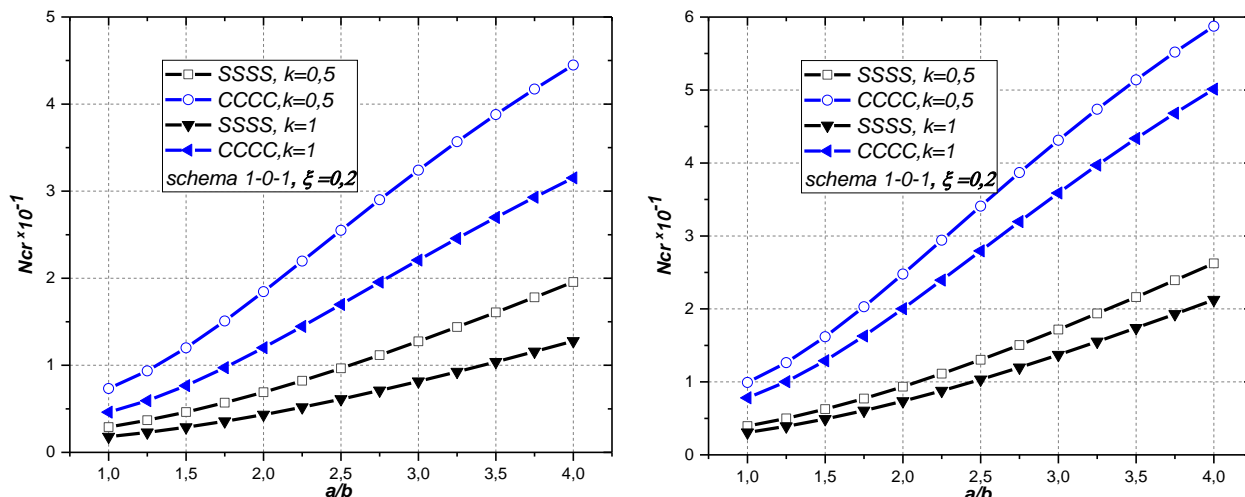 5
4
3
2
1
0
Ncr x10-1
SSSS, k=0,5
CCCC,k=0,5
SSSS, k=1
CCCC,k=1
schema 1-0-1, ξ=0,2
1,0 1,5 2,0 2,5 3,0 3,5 4,0
a/b
6
5
4
3
2
1
0
Ncr x10-1
SSSS, k=0,5
CCCC,k=0,5
SSSS, k=1
CCCC,k=1
schema 1-0-1, ξ=0,2
1,0 1,5 2,0 2,5 3,0 3,5 4,0
a/b